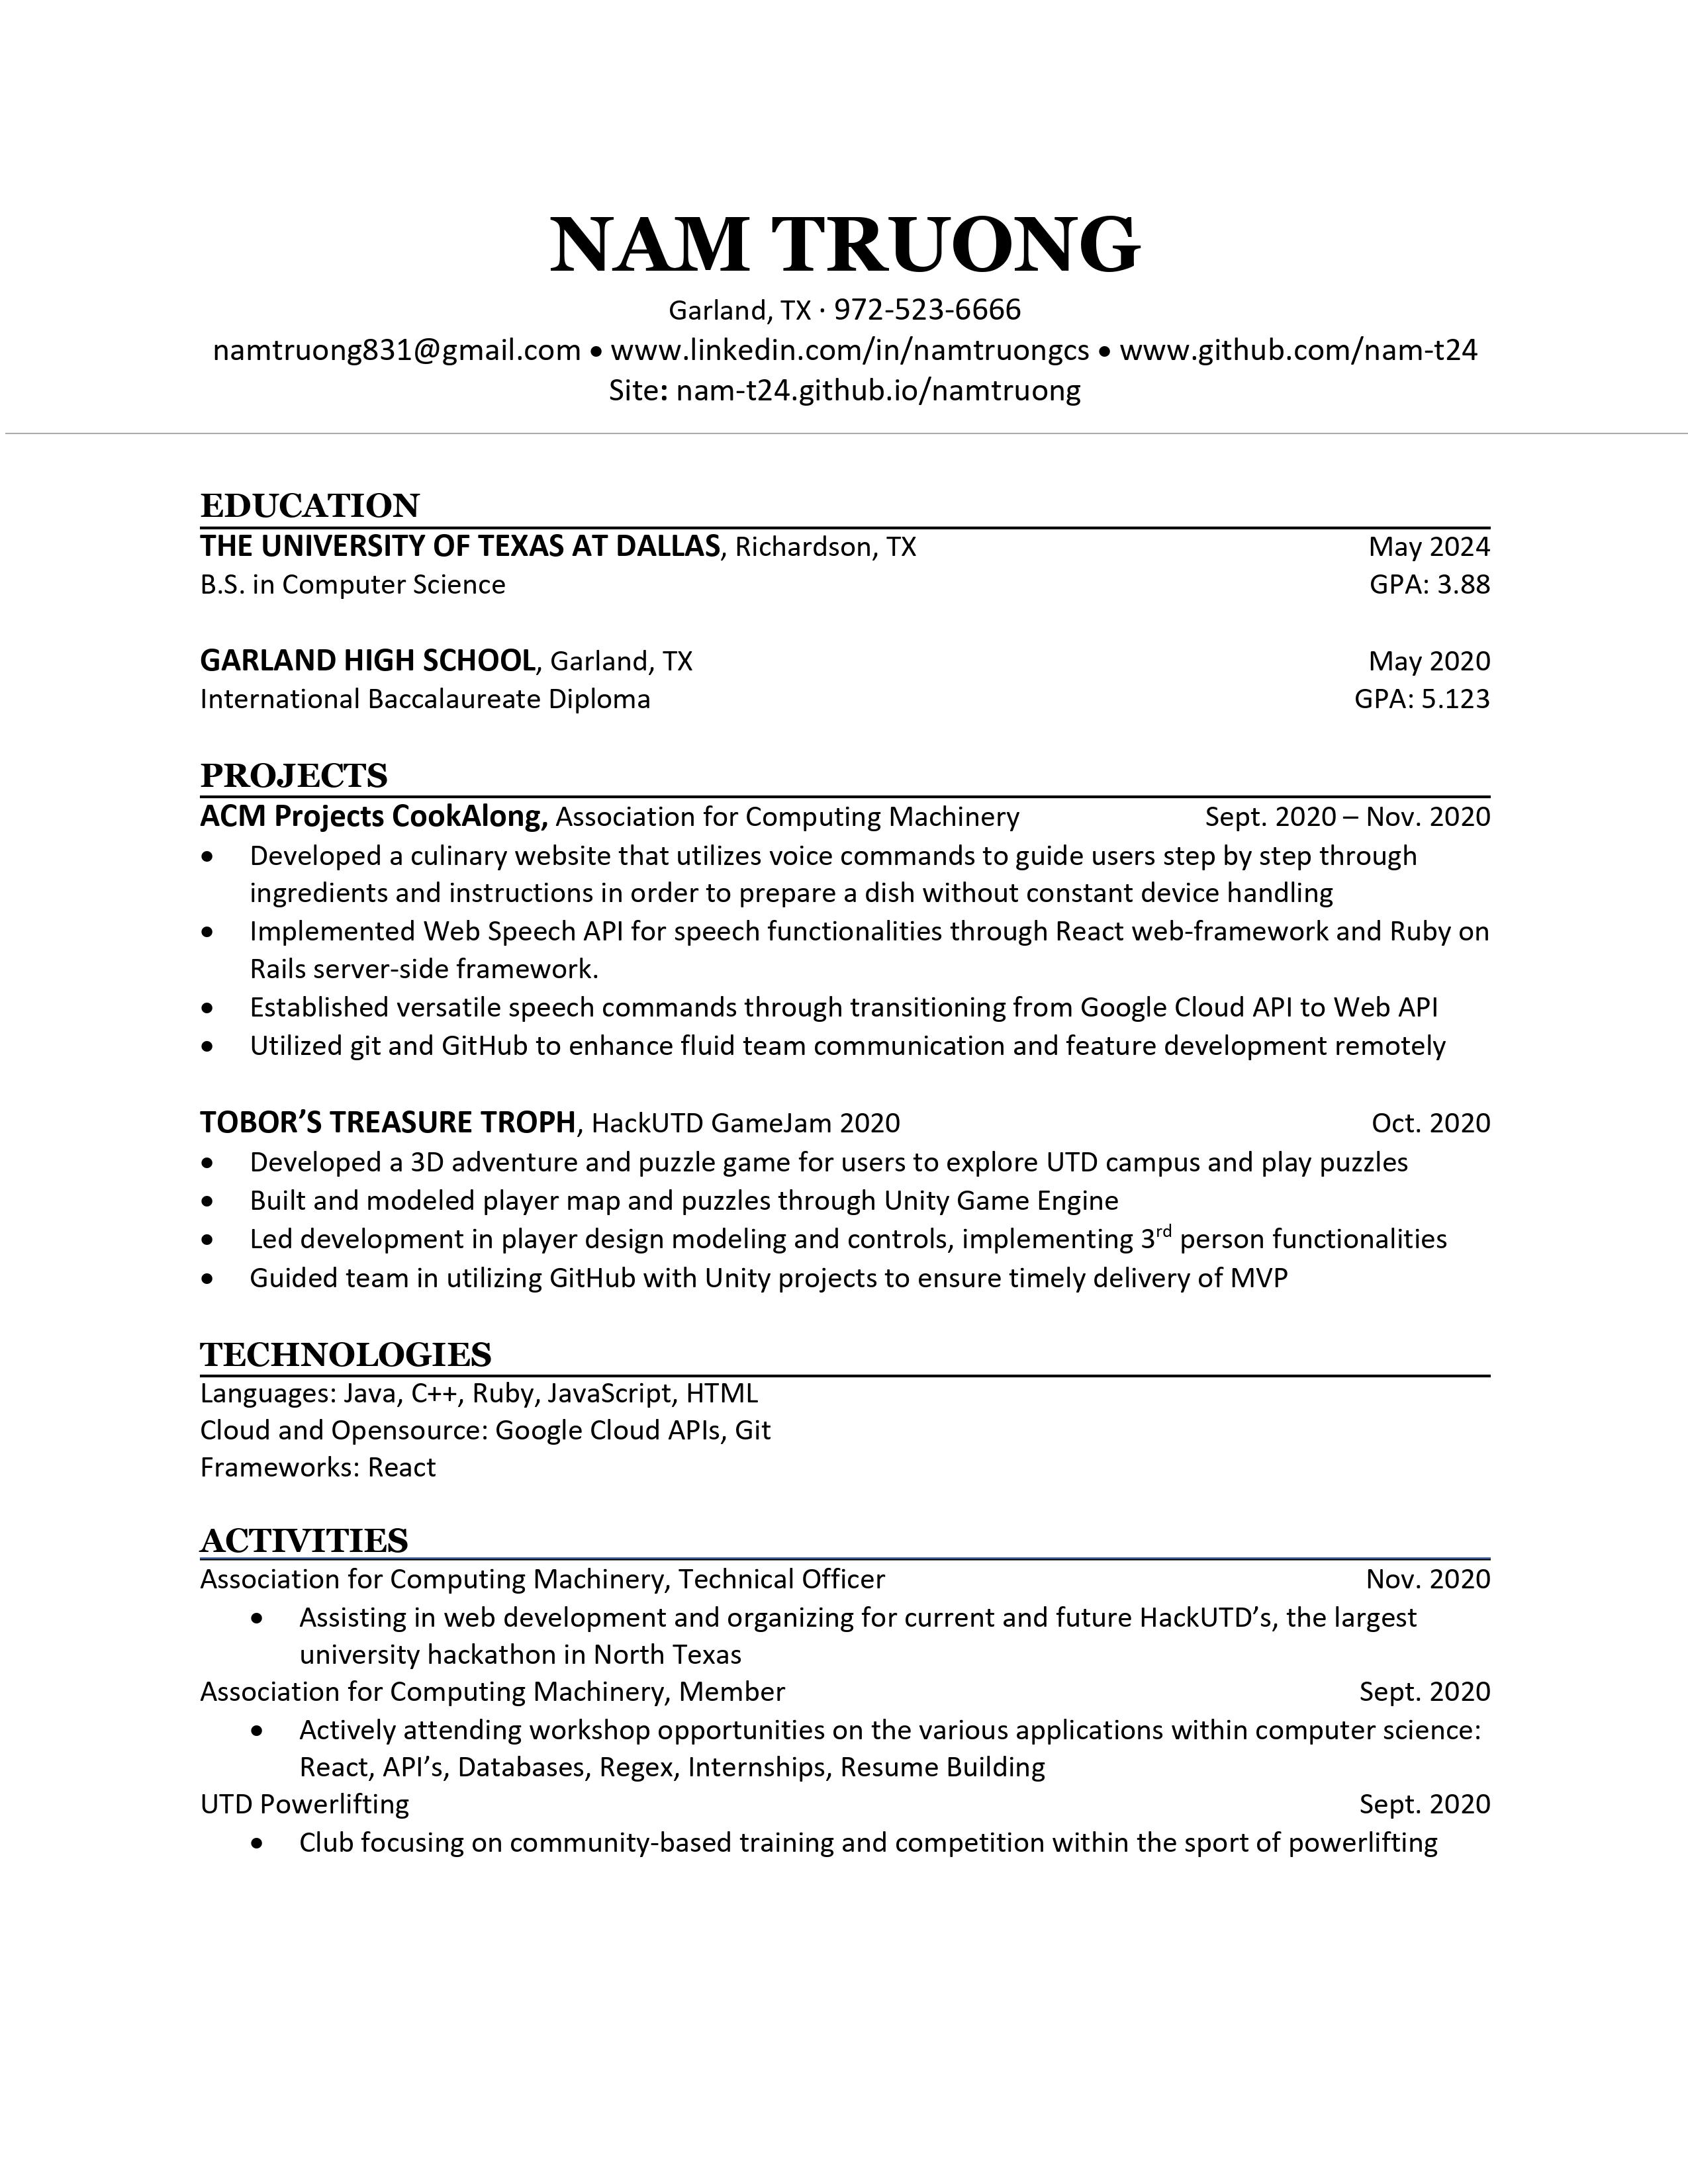 NAM TRUONG
Garland, TX · 972-523-6666
namtruong831@gmail.com • www.linkedin.com/in/namtruongcs • www.github.com/nam-t24
Site: nam-t24.github.io/namtruong
EDUCATION
THE UNIVERSITY OF TEXAS AT DALLAS, Richardson, TX May 2024
B.S. in Computer Science GPA: 3.88
GARLAND HIGH SCHOOL, Garland, TX May 2020
International Baccalaureate Diploma GPA: 5.123
PROJECTS
ACM Projects CookAlong, Association for Computing Machinery Sept. 2020 – Nov. 2020
• Developed a culinary website that utilizes voice commands to guide users step by step through
ingredients and instructions in order to prepare a dish without constant device handling
• Implemented Web Speech API for speech functionalities through React web-framework and Ruby on
Rails server-side framework.
• Established versatile speech commands through transitioning from Google Cloud API to Web API
• Utilized git and GitHub to enhance fluid team communication and feature development remotely
TOBOR’S TREASURE TROPH, HackUTD GameJam 2020 Oct. 2020
• Developed a 3D adventure and puzzle game for users to explore UTD campus and play puzzles
• Built and modeled player map and puzzles through Unity Game Engine
• Led development in player design modeling and controls, implementing 3rd person functionalities
• Guided team in utilizing GitHub with Unity projects to ensure timely delivery of MVP
TECHNOLOGIES
Languages: Java, C++, Ruby, JavaScript, HTML
Cloud and Opensource: Google Cloud APIs, Git
Frameworks: React
ACTIVITIES
Association for Computing Machinery, Technical Officer Nov. 2020
• Assisting in web development and organizing for current and future HackUTD’s, the largest
university hackathon in North Texas
Association for Computing Machinery, Member Sept. 2020
• Actively attending workshop opportunities on the various applications within computer science:
React, API’s, Databases, Regex, Internships, Resume Building
UTD Powerlifting Sept. 2020
• Club focusing on community-based training and competition within the sport of powerlifting